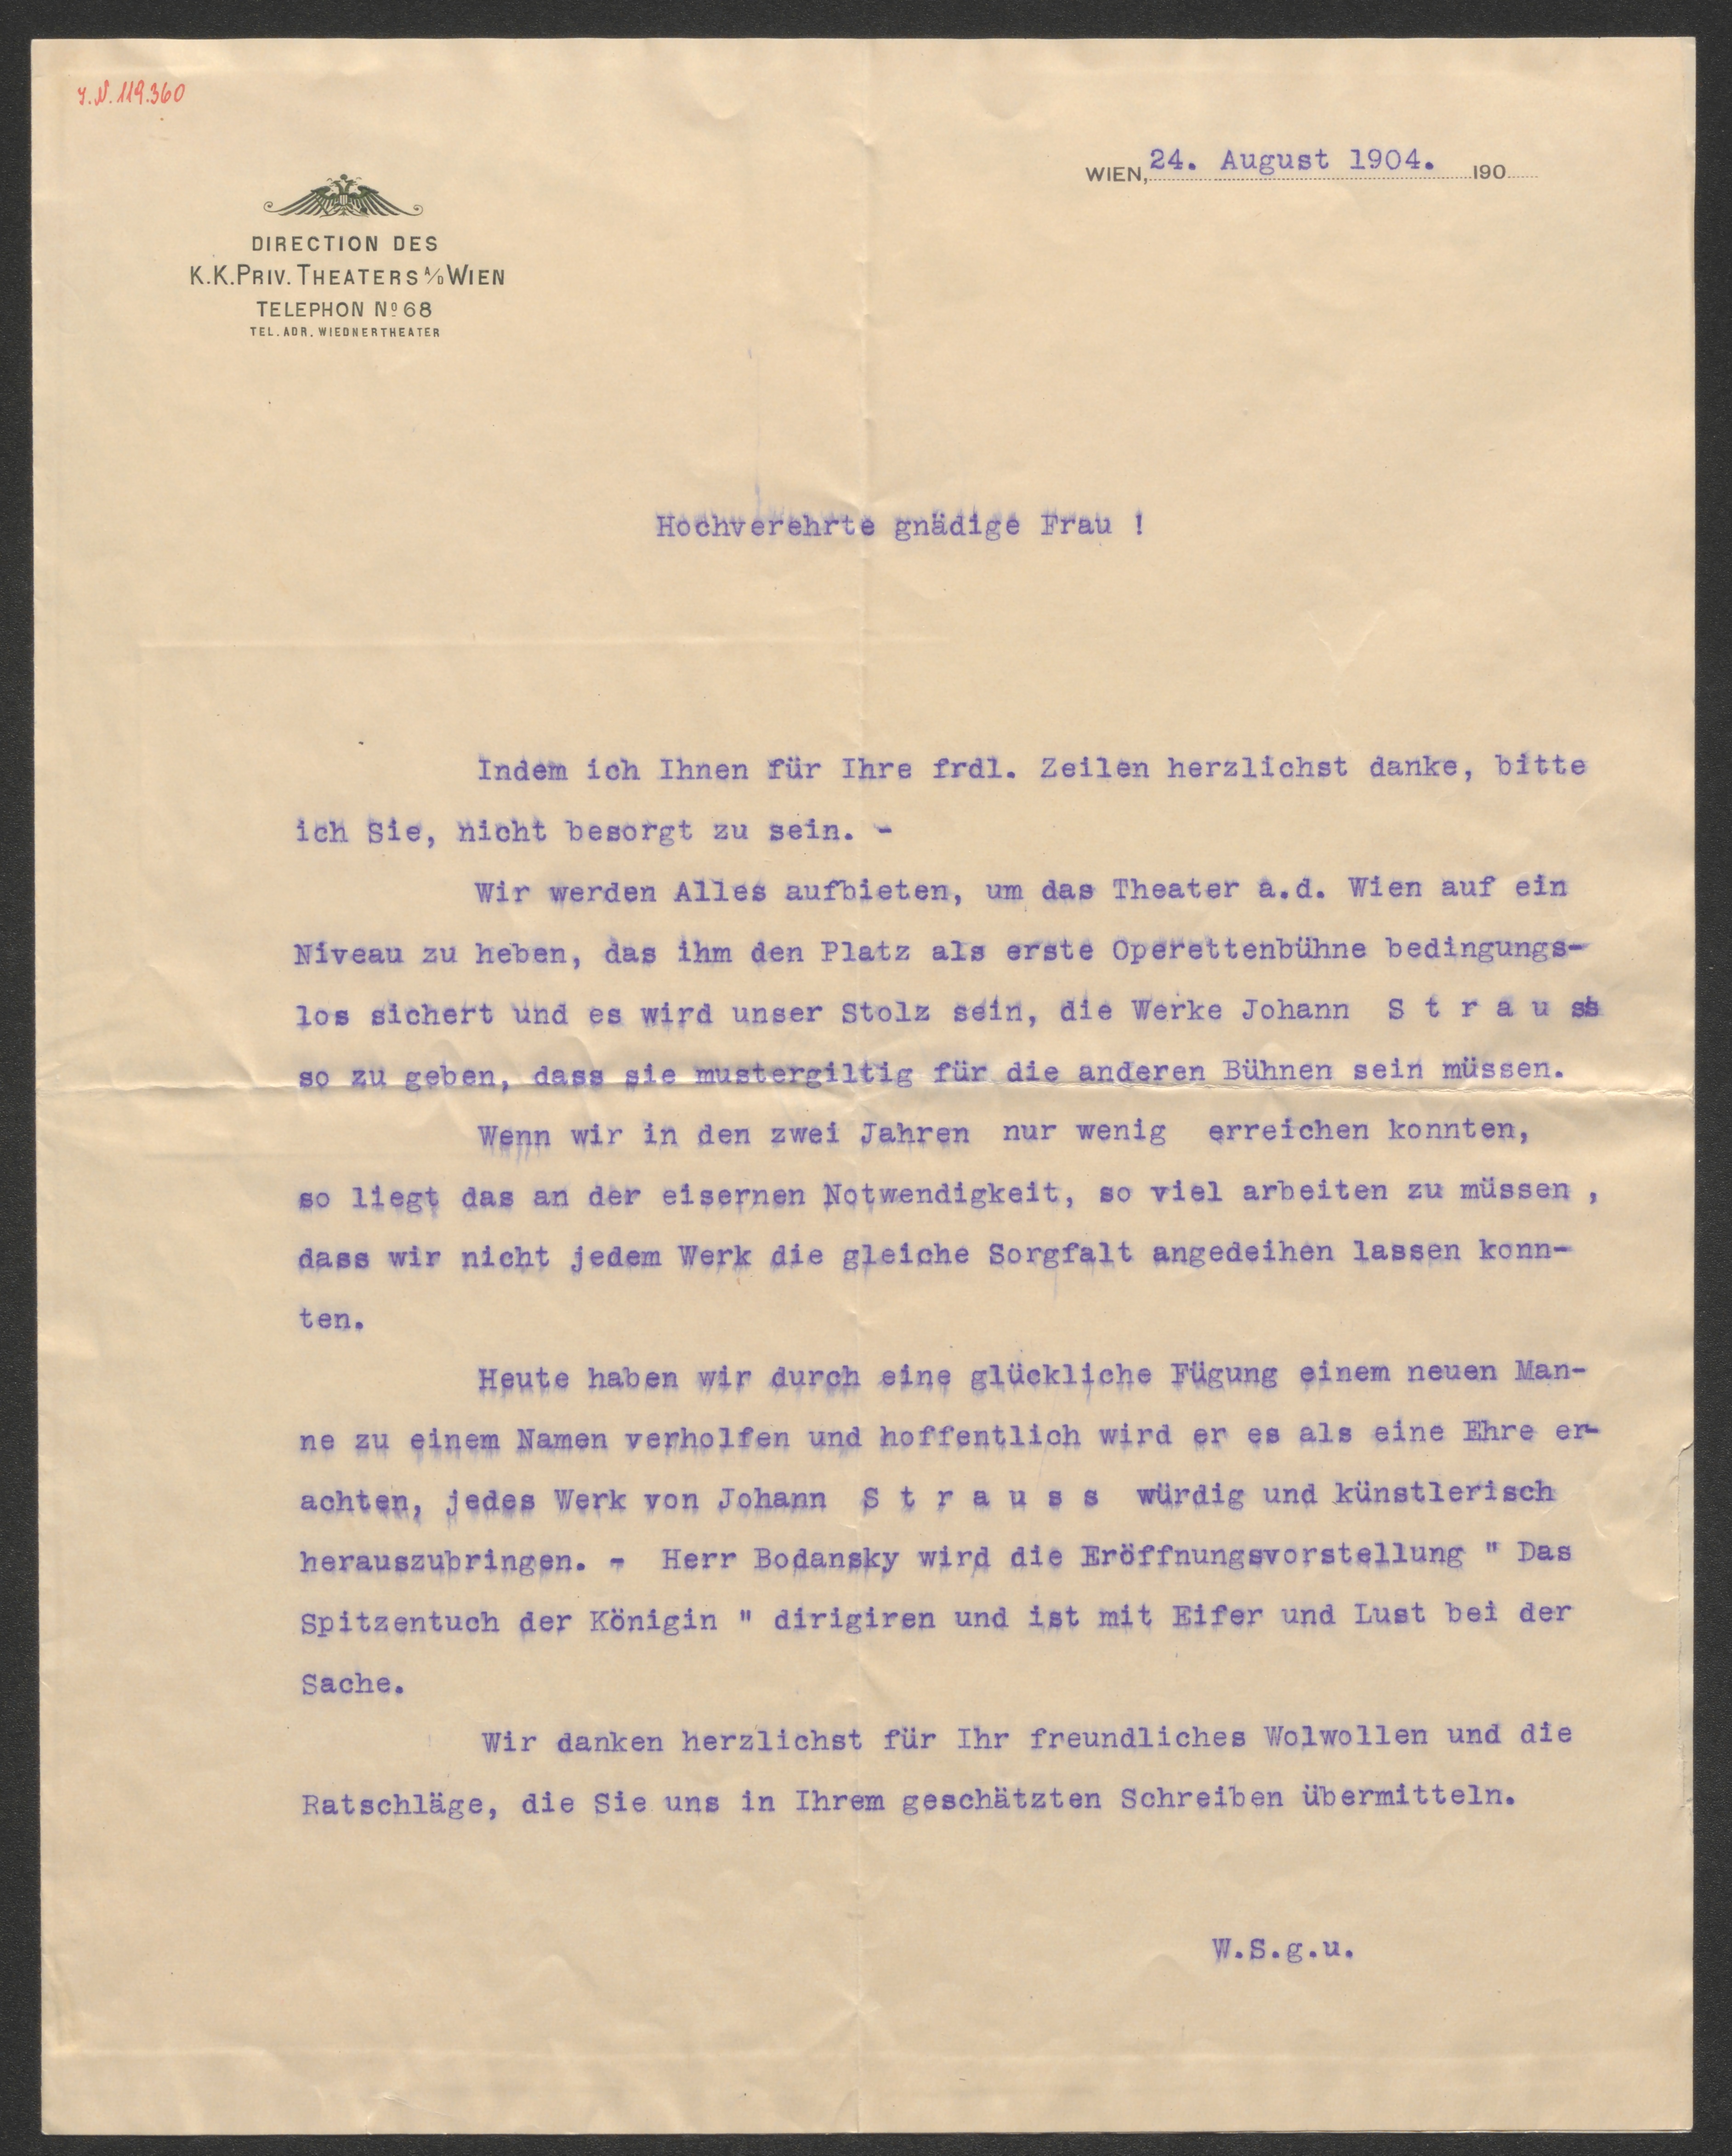 J.N. 119.360
WIEN, 24. August 1904. 190
DIRECTION DES
K.K. PRIV. THEATERS A/D WIEN
TELEPHON No 68
TEL. ADR. WIEDNERTHEATER
Hochverehrte gnädige Frau !
Indem ich Ihnen für Ihre frdl. Zeilen herzlichst danke, bitte
ich Sie, nicht besorgt zu sein. -
Wir werden Alles aufbieten, um das Theater a.d. Wien auf ein
Niveau zu heben, das ihm den Platz als erste Operettenbühne bedingungs-
los sichert und es wird unser Stolz sein, die Werke Johann S t r a u ss
so zu geben, dass sie mustergiltig für die anderen Bühnen sein müssen.
Wenn wir in den zwei Jahren nur wenig erreichen konnten,
so liegt das an der eisernen Notwendigkeit, so viel arbeiten zu müssen ,
dass wir nicht jedem Werk die gleiche Sorgfalt angedeihen lassen konn-
ten.
Heute haben wir durch eine glückliche Fügung einem neuen Man-
ne zu einem Namen verholfen und hoffentlich wird er es als eine Ehre er-
achten, jedes Werk von Johann S t r a u s s würdig und künstlerisch
herauszubringen. - Herr Bodansky wird die Eröffnungsvorstellung " Das
Spitzentuch der Königin " dirigiren und ist mit Eifer und Lust bei der
Sache.
Wir danken herzlichst für Ihr freundliches Wolwollen und die
Ratschläge, die Sie uns in Ihrem geschätzten Schreiben übermitteln.
W.S.g.u.